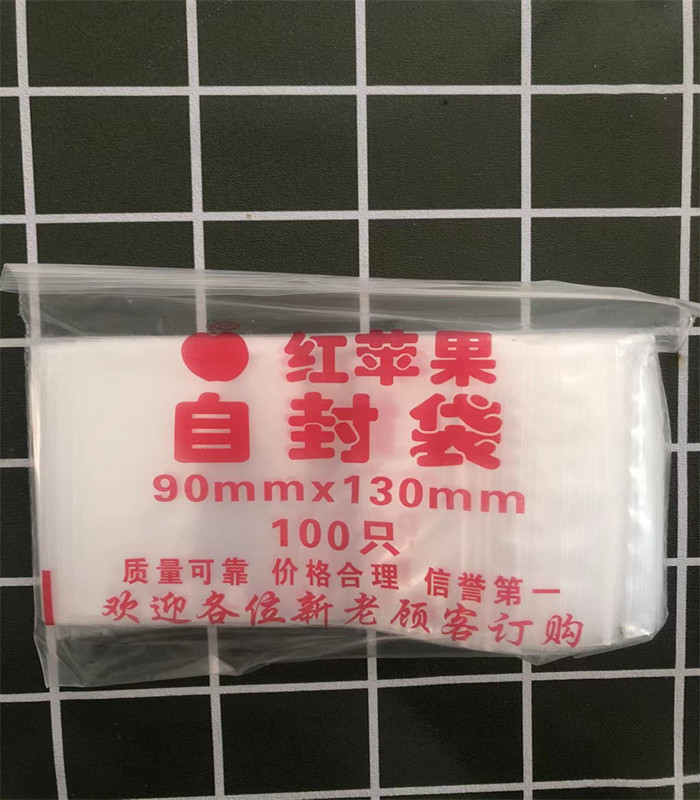 红苹果
自封袋
90mmx130mm
100只
质量可靠 价格合理 信誉第一
欢迎各位新老顾客订购